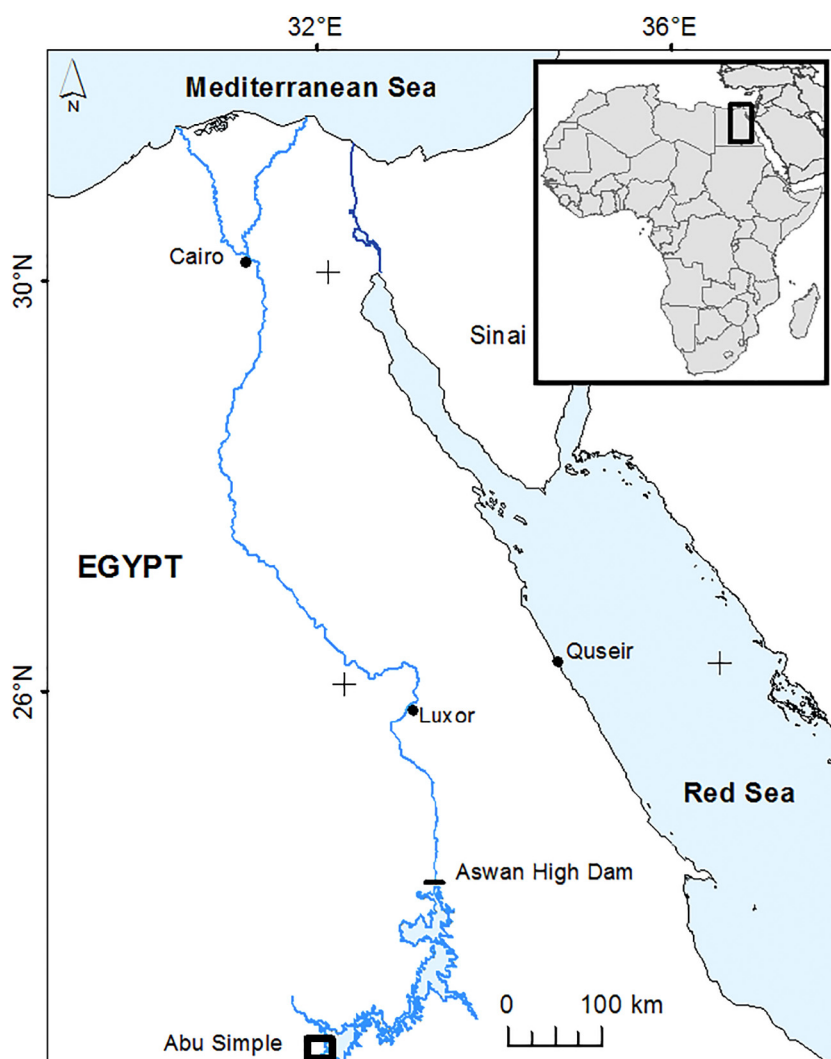 32°E 36°E
N
Mediterranean Sea
Cairo
30°N
Sinai
EGYPT
Quseir
26°N
Luxor
Red Sea
Aswan High Dam
0 100 km
Abu Simple